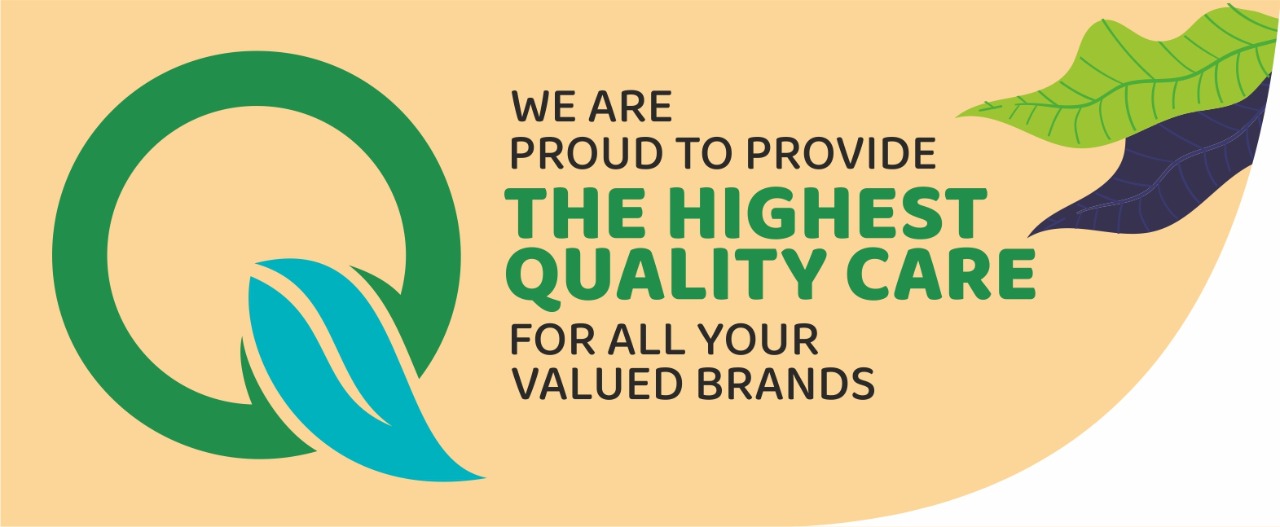 WE ARE
PROUD TO PROVIDE
THE HIGHEST
QUALITY CARE
FOR ALL YOUR
VALUED BRANDS